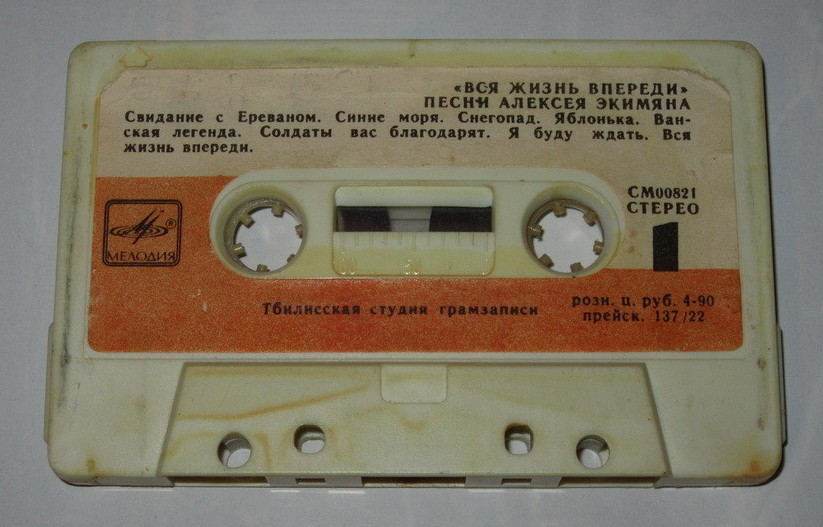 «ВСЯ ЖИЗНЬ ВПЕРЕДИ»
ПЕСНИ АЛЕКСЕЯ ЭКИМЯНА
Свидание с Ереваном. Синие моря. Снегопад. Яблонька. Ван-
ская легенда. Солдаты вас благодарят. Я буду ждать. Вся
жизнь впереди.
СМ00821
СТЕРЕО
1
®
МЕЛОДИЯ
Тбилисская студия грамзаписи
розн. ц. руб. 4-90
прейск. 137/22